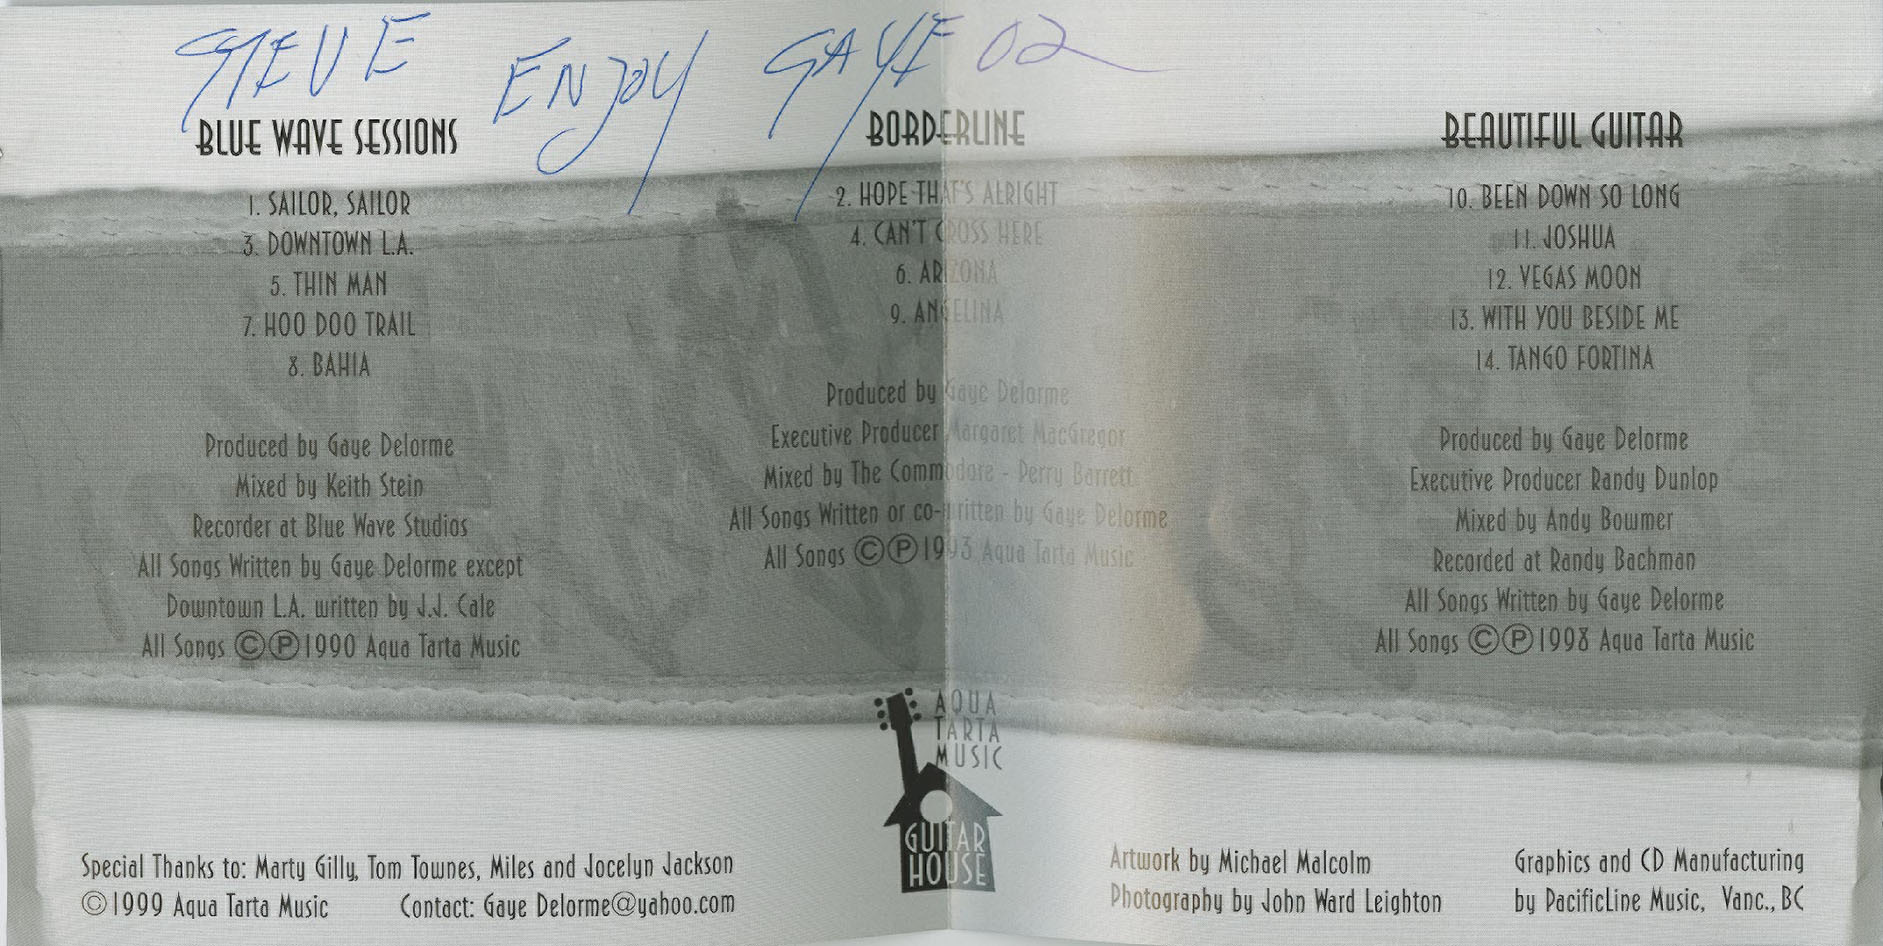 STEVE ENJOY GAYE 02
BLUE WAVE SESSIONS
1. SAILOR, SAILOR
3. DOWNTOWN L.A.
5. THIN MAN
7. HOO DOO TRAIL
8. BAHIA
Produced by Gaye Delorme
Mixed by Keith Stein
Recorder at Blue Wave Studios
All Songs Written by Gaye Delorme except
Downtown L.A. written by J.J. Cale
All Songs ©℗1990 Aqua Tarta Music
BORDERLINE
2. HOPE THAT'S ALRIGHT
4. CAN'T CROSS HERE
6. ARIZONA
9. ANGELINA
Produced by Gaye Delorme
Executive Producer Margaret MacGregor
Mixed by The Commodore - Perry Barrett
All Songs Written or co-written by Gaye Delorme
All Songs ©℗1993 Aqua Tarta Music
BEAUTIFUL GUITAR
10. BEEN DOWN SO LONG
11. JOSHUA
12. VEGAS MOON
13. WITH YOU BESIDE ME
14. TANGO FORTINA
Produced by Gaye Delorme
Executive Producer Randy Dunlop
Mixed by Andy Bowmer
Recorded at Randy Bachman
All Songs Written by Gaye Delorme
All Songs ©℗1998 Aqua Tarta Music
AQUA
TARTA
MUSIC
GUITAR
HOUSE
Special Thanks to: Marty Gilly, Tom Townes, Miles and Jocelyn Jackson
©1999 Aqua Tarta Music Contact: Gaye Delorme@yahoo.com
Artwork by Michael Malcolm
Photography by John Ward Leighton
Graphics and CD Manufacturing
by PacificLine Music, Vanc., BC